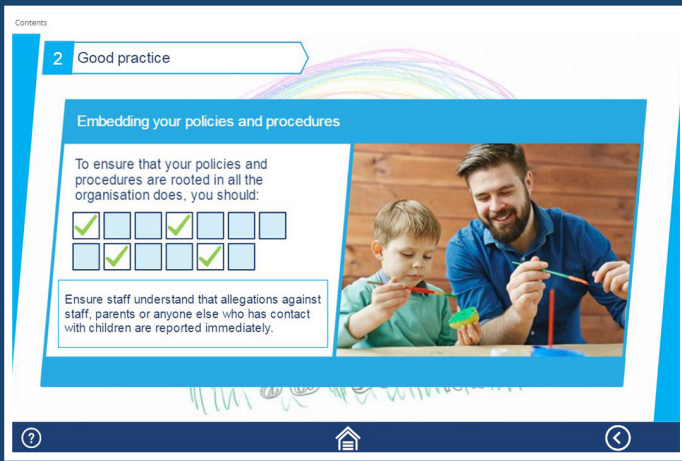 Contents
2 Good practice
Embedding your policies and procedures
To ensure that your policies and
procedures are rooted in all the
organisation does, you should:
Ensure staff understand that allegations against
staff, parents or anyone else who has contact
with children are reported immediately.
?